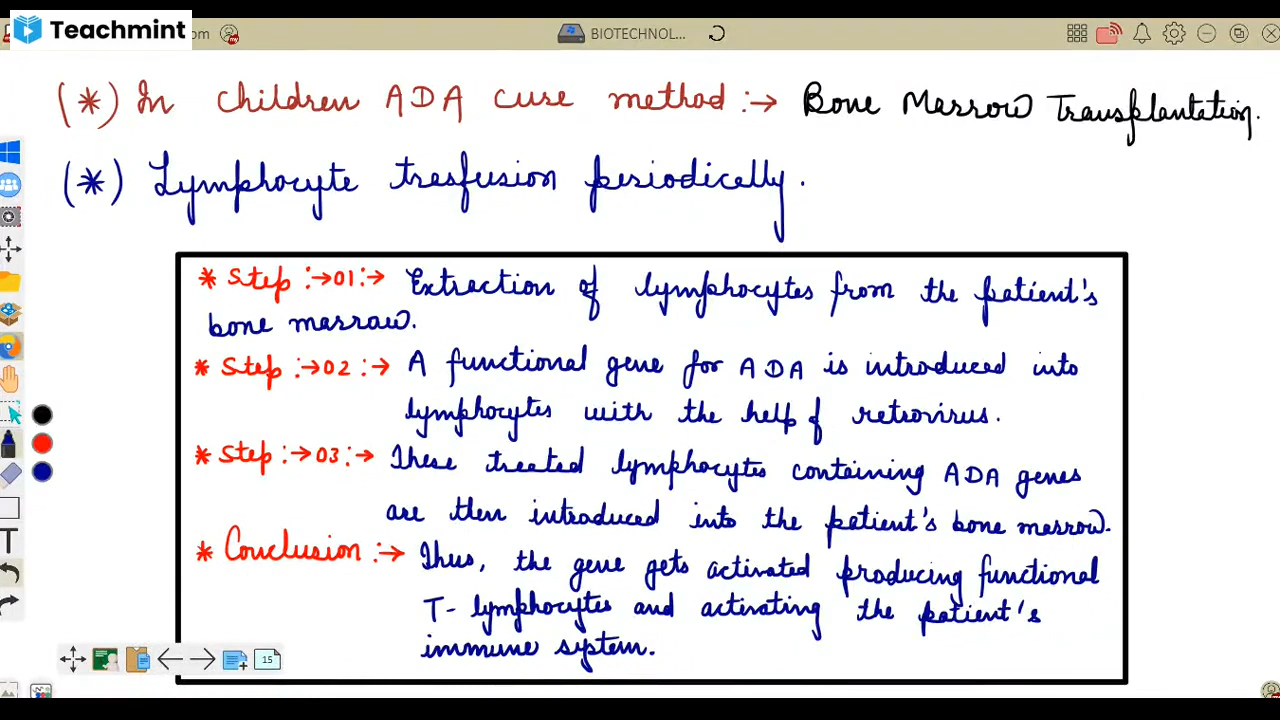 Teachmint
om
BIOTECHNOL...
(*) In children ADA cure method :→ Bone Marrow Transplantation.
(*) Lymphocyte trasfusion periodically.
* Step :→01:→ Extraction of lymphocytes from the patient's
bone marrow.
* Step :→02 :→ A functional gene for ADA is introduced into
lymphocytes with the help of retrovirus.
* Step :→03:→ These treated lymphocytes containing ADA genes
are then introduced into the patient's bone marrow.
* Conclusion :→ Thus, the gene gets activated producing functional
T- lymphocytes and activating the patient's
immune system.
15